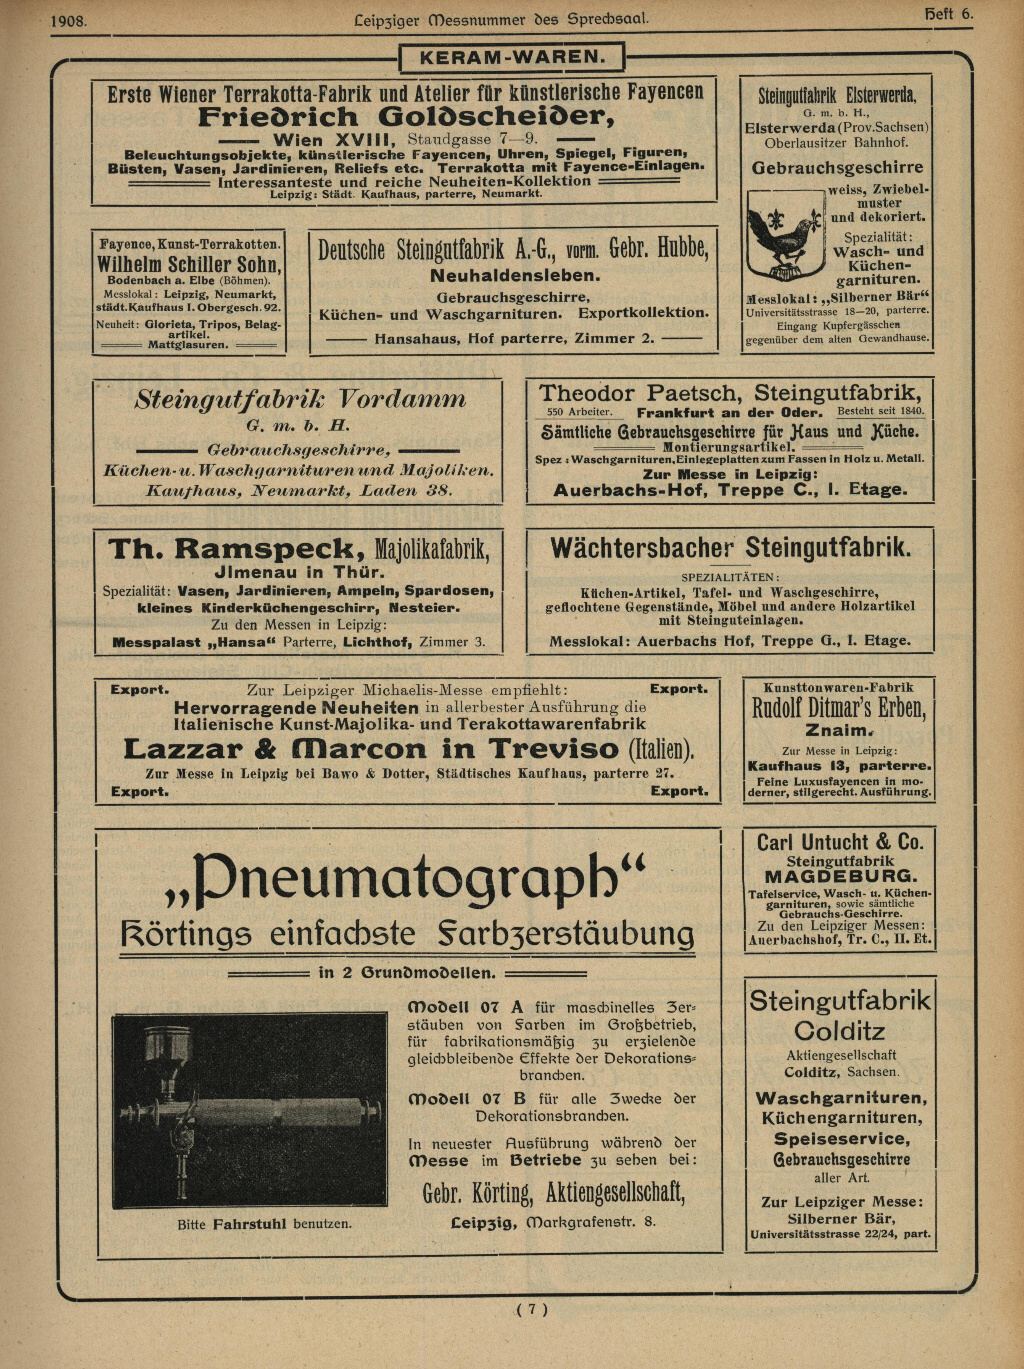 1908.
Leipziger Messnummer des Sprechsaal.
Heft 6.
KERAM-WAREN.
Erste Wiener Terrakotta-Fabrik und Atelier für künstlerische Fayencen
Friedrich Goldscheider,
Wien XVIII, Staudgasse 7—9.
Beleuchtungsobjekte, künstlerische Fayencen, Uhren, Spiegel, Figuren,
Büsten, Vasen, Jardinieren, Reliefs etc. Terrakotta mit Fayence-Einlagen.
Interessanteste und reiche Neuheiten-Kollektion
Leipzig: Städt. Kaufhaus, parterre, Neumarkt.
Steingutfabrik Elsterwerda,
G. m. b. H.,
Elsterwerda (Prov. Sachsen)
Oberlausitzer Bahnhof.
Gebrauchsgeschirre
weiss, Zwiebel-
muster
und dekoriert.
Spezialität:
Wasch- und
Küchen-
garnituren.
Messlokal: „Silberner Bär“
Universitätsstrasse 18—20, parterre.
Eingang Kupfergässchen
gegenüber dem alten Gewandhause.
Fayence, Kunst-Terrakotten.
Wilhelm Schiller Sohn,
Bodenbach a. Elbe (Böhmen).
Messlokal: Leipzig, Neumarkt,
städt. Kaufhaus I. Obergesch. 92.
Neuheit: Glorieta, Tripos, Belag-
artikel.
Mattglasuren.
Deutsche Steingutfabrik A.-G., vorm. Gebr. Hubbe,
Neuhaldensleben.
Gebrauchsgeschirre,
Küchen- und Waschgarnituren. Exportkollektion.
Hansahaus, Hof parterre, Zimmer 2.
Steingutfabrik Vordamm
G. m. b. H.
Gebrauchsgeschirre,
Küchen- u. Waschgarnituren und Majoliken.
Kaufhaus, Neumarkt, Laden 38.
Theodor Paetsch, Steingutfabrik,
550 Arbeiter. Frankfurt an der Oder. Besteht seit 1840.
Sämtliche Gebrauchsgeschirre für Haus und Küche.
Montierungsartikel.
Spez: Waschgarnituren, Einlegeplatten zum Fassen in Holz u. Metall.
Zur Messe in Leipzig:
Auerbachs-Hof, Treppe C., I. Etage.
Th. Ramspeck, Majolikafabrik,
Jlmenau in Thür.
Spezialität: Vasen, Jardinieren, Ampeln, Spardosen,
kleines Kinderküchengeschirr, Nesteier.
Zu den Messen in Leipzig:
Messpalast „Hansa“ Parterre, Lichthof, Zimmer 3.
Wächtersbacher Steingutfabrik.
SPEZIALITÄTEN:
Küchen-Artikel, Tafel- und Waschgeschirre,
geflochtene Gegenstände, Möbel und andere Holzartikel
mit Steinguteinlagen.
Messlokal: Auerbachs Hof, Treppe G., I. Etage.
Export. Zur Leipziger Michaelis-Messe empfiehlt: Export.
Hervorragende Neuheiten in allerbester Ausführung die
Italienische Kunst-Majolika- und Terakottawarenfabrik
Lazzar & Marcon in Treviso (Italien).
Zur Messe in Leipzig bei Bawo & Dotter, Städtisches Kaufhaus, parterre 27.
Export. Export.
Kunsttonwaren-Fabrik
Rudolf Ditmar's Erben,
Znaim.
Zur Messe in Leipzig:
Kaufhaus 13, parterre.
Feine Luxusfayencen in mo-
derner, stilgerecht. Ausführung.
„Pneumatograph“
Körtings einfachste Farbzerstäubung
in 2 Grundmodellen.
Modell 07 A für maschinelles Zer-
stäuben von Farben im Großbetrieb,
für fabrikationsmäßig zu erzielende
gleichbleibende Effekte der Dekorations-
branchen.
Modell 07 B für alle Zwecke der
Dekorationsbranchen.
In neuester Ausführung während der
Messe im Betriebe zu sehen bei:
Gebr. Körting, Aktiengesellschaft,
Leipzig, Markgrafenstr. 8.
Bitte Fahrstuhl benutzen.
Carl Untucht & Co.
Steingutfabrik
MAGDEBURG.
Tafelservice, Wasch- u. Küchen-
garnituren, sowie sämtliche
Gebrauchs-Geschirre.
Zu den Leipziger Messen:
Auerbachshof, Tr. C., II. Et.
Steingutfabrik
Colditz
Aktiengesellschaft
Colditz, Sachsen.
Waschgarnituren,
Küchengarnituren,
Speiseservice,
Gebrauchsgeschirre
aller Art.
Zur Leipziger Messe:
Silberner Bär,
Universitätsstrasse 22/24, part.
( 7 )